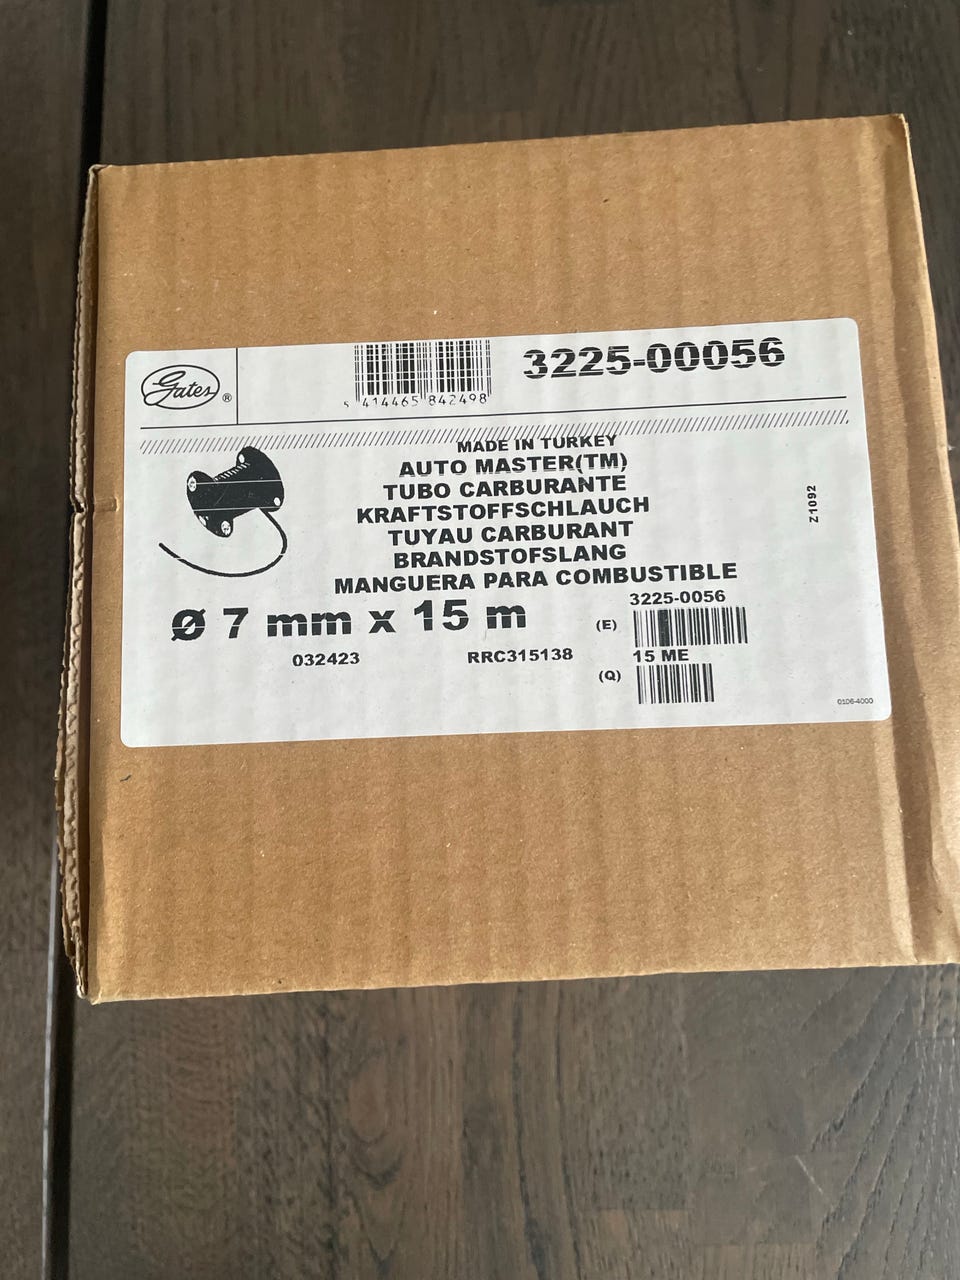 Gates ®
3225-00056
5 414465 842498
MADE IN TURKEY
AUTO MASTER(TM)
TUBO CARBURANTE
KRAFTSTOFFSCHLAUCH
TUYAU CARBURANT
BRANDSTOFSLANG
MANGUERA PARA COMBUSTIBLE
Z1092
Ø 7 mm x 15 m
(E) 3225-0056
032423 RRC315138
(Q) 15 ME
0106-4000